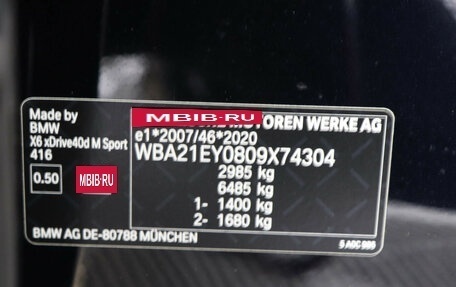 MBIB·RU
MOTOREN WERKE AG
Made by
BMW
X6 xDrive40d M Sport
416
0.50
MBIB·RU
e1*2007/46*2020
WBA21EY0809X74304
2985 kg
6485 kg
1- 1400 kg
2- 1680 kg
BMW AG DE-80788 MÜNCHEN